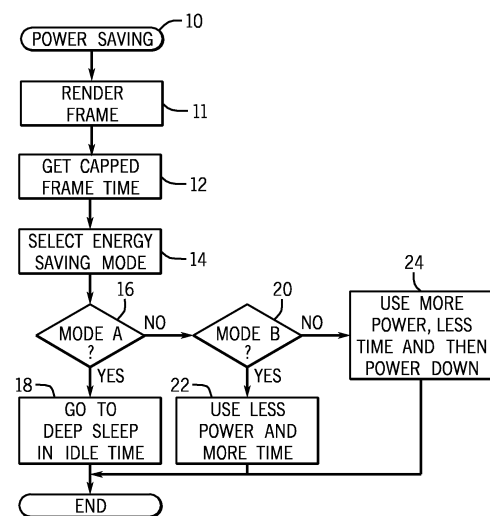 POWER SAVING
10
RENDER
FRAME
11
GET CAPPED
FRAME TIME
12
SELECT ENERGY
SAVING MODE
14
16
MODE A
?
NO
YES
20
MODE B
?
NO
YES
24
USE MORE
POWER, LESS
TIME AND THEN
POWER DOWN
18
GO TO
DEEP SLEEP
IN IDLE TIME
22
USE LESS
POWER AND
MORE TIME
END